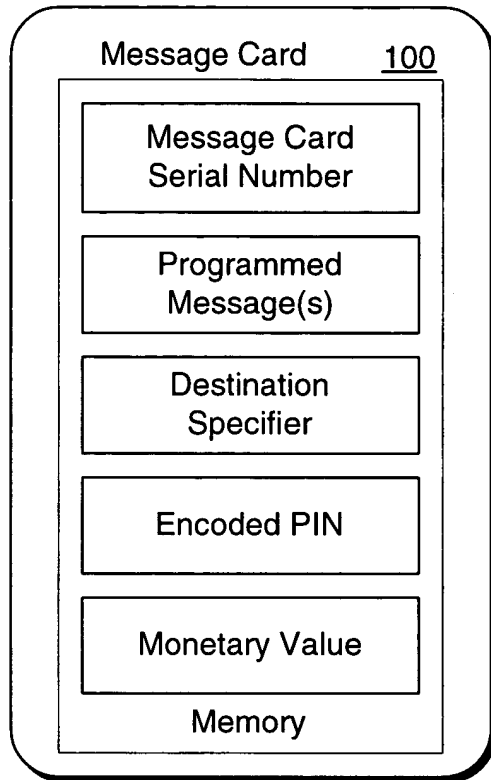 Message Card 100
Message Card
Serial Number
Programmed
Message(s)
Destination
Specifier
Encoded PIN
Monetary Value
Memory